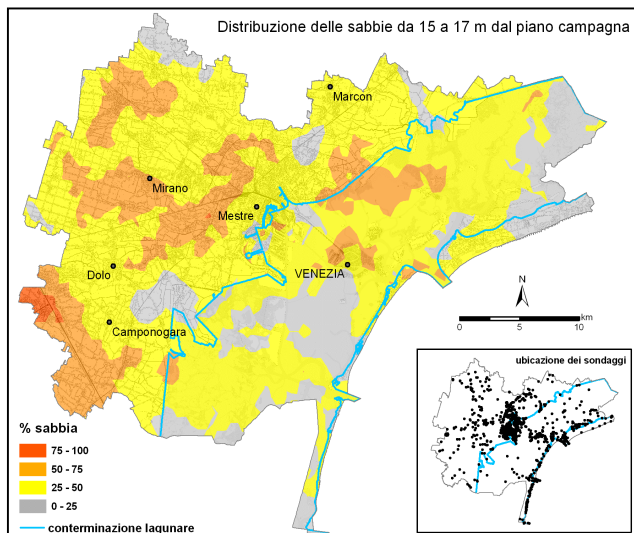 Distribuzione delle sabbie da 15 a 17 m dal piano campagna
Marcon
Mirano
Mestre
Dolo
VENEZIA
Camponogara
N
km
0 5 10
ubicazione dei sondaggi
% sabbia
75 - 100
50 - 75
25 - 50
0 - 25
conterminazione lagunare